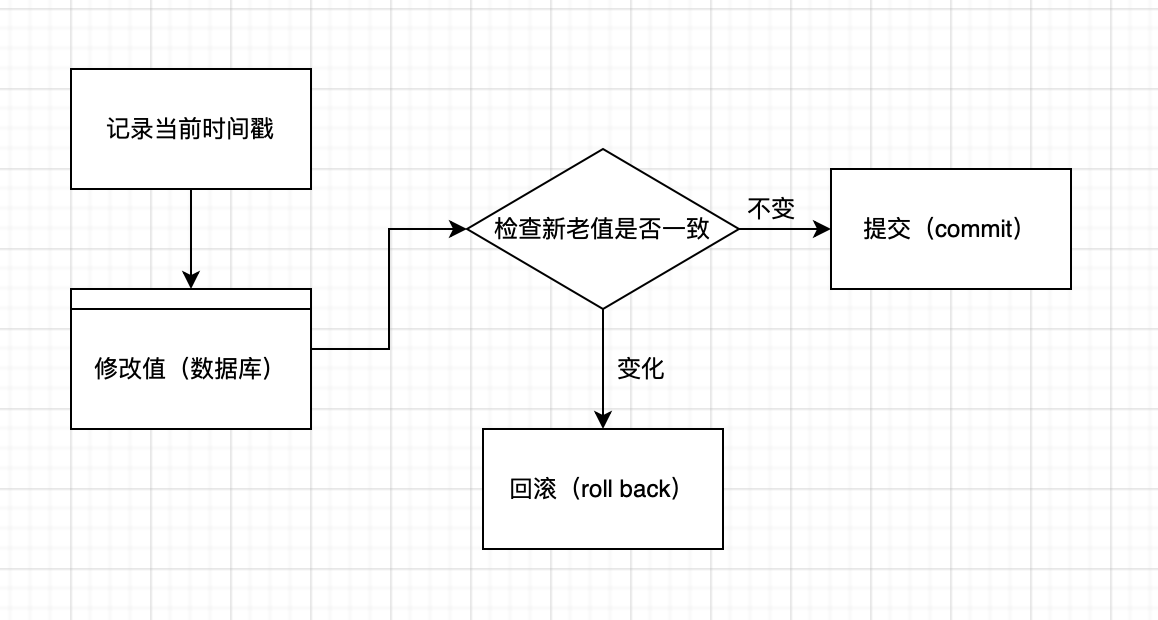 记录当前时间戳
修改值（数据库）
检查新老值是否一致
不变
提交（commit）
变化
回滚（roll back）